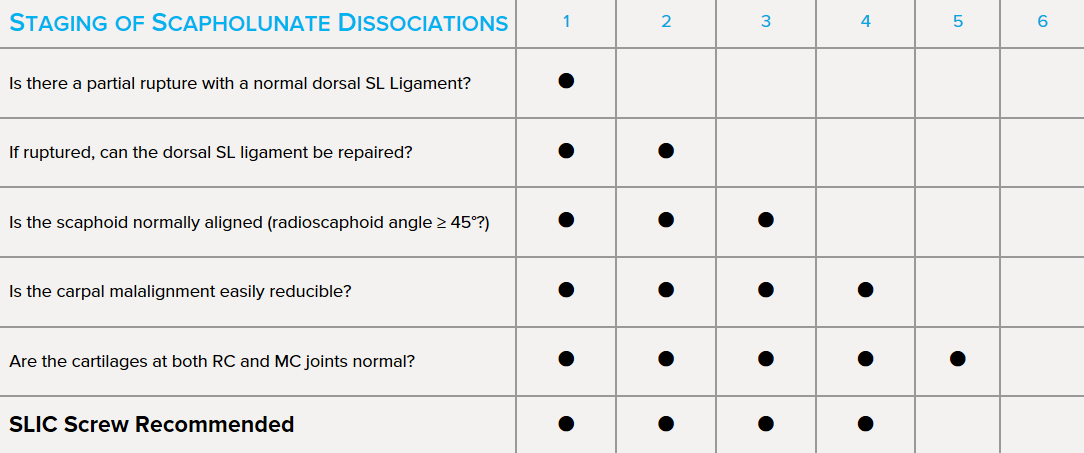 STAGING OF SCAPHOLUNATE DISSOCIATIONS 1 2 3 4 5 6
Is there a partial rupture with a normal dorsal SL Ligament? ●
If ruptured, can the dorsal SL ligament be repaired? ● ●
Is the scaphoid normally aligned (radioscaphoid angle ≥ 45°?) ● ● ●
Is the carpal malalignment easily reducible? ● ● ● ●
Are the cartilages at both RC and MC joints normal? ● ● ● ● ●
SLIC Screw Recommended ● ● ● ●